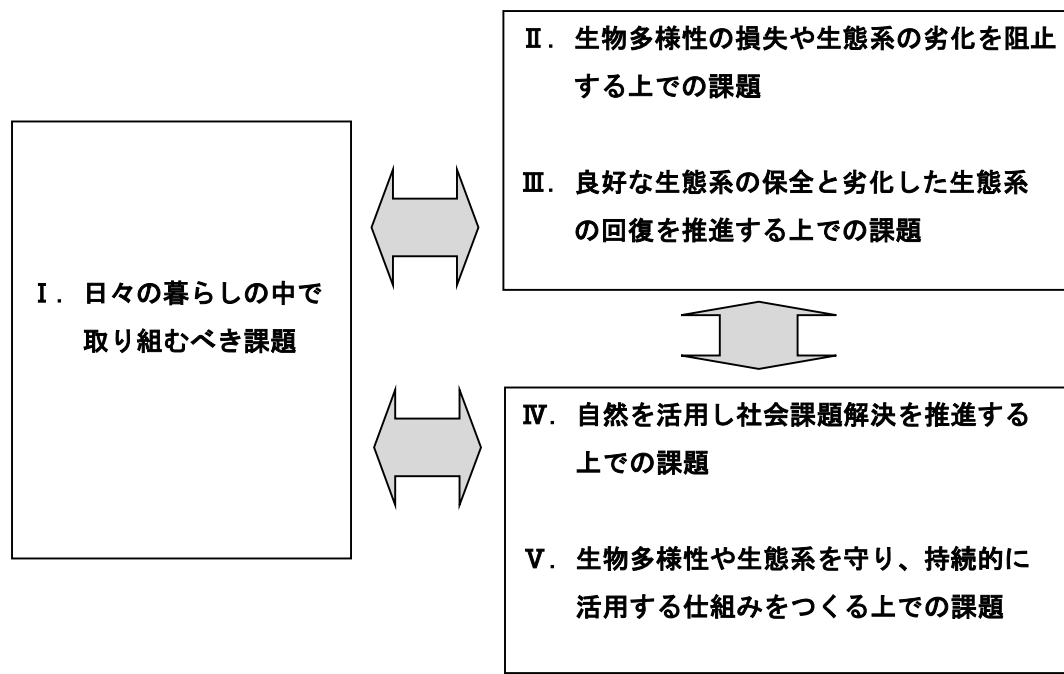 Ⅱ. 生物多様性の損失や生態系の劣化を阻止
する上での課題
Ⅲ. 良好な生態系の保全と劣化した生態系
の回復を推進する上での課題
Ⅰ. 日々の暮らしの中で
取り組むべき課題
Ⅳ. 自然を活用し社会課題解決を推進する
上での課題
Ⅴ. 生物多様性や生態系を守り、持続的に
活用する仕組みをつくる上での課題